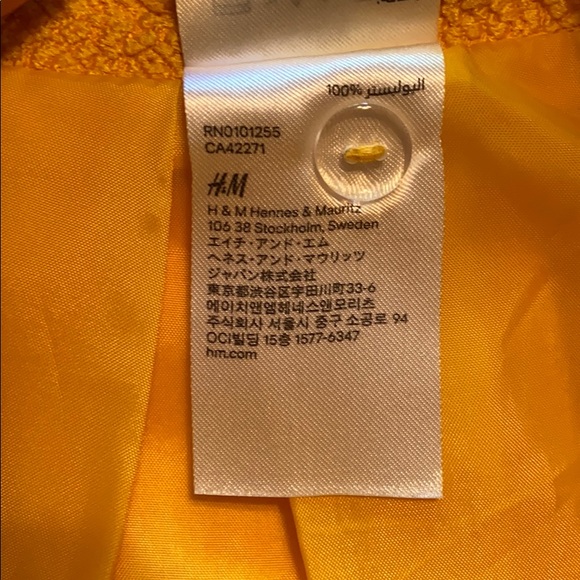 100% البوليستر
RN0101255
CA42271
H&M
H & M Hennes & Mauritz
106 38 Stockholm, Sweden
エイチ・アンド・エム
ヘネス・アンド・マウリッツ
ジャパン株式会社
東京都渋谷区宇田川町33-6
에이치앤엠헤네스앤모리츠
주식회사 서울시 중구 소공로 94
OCI빌딩 15층 1577-6347
hm.com